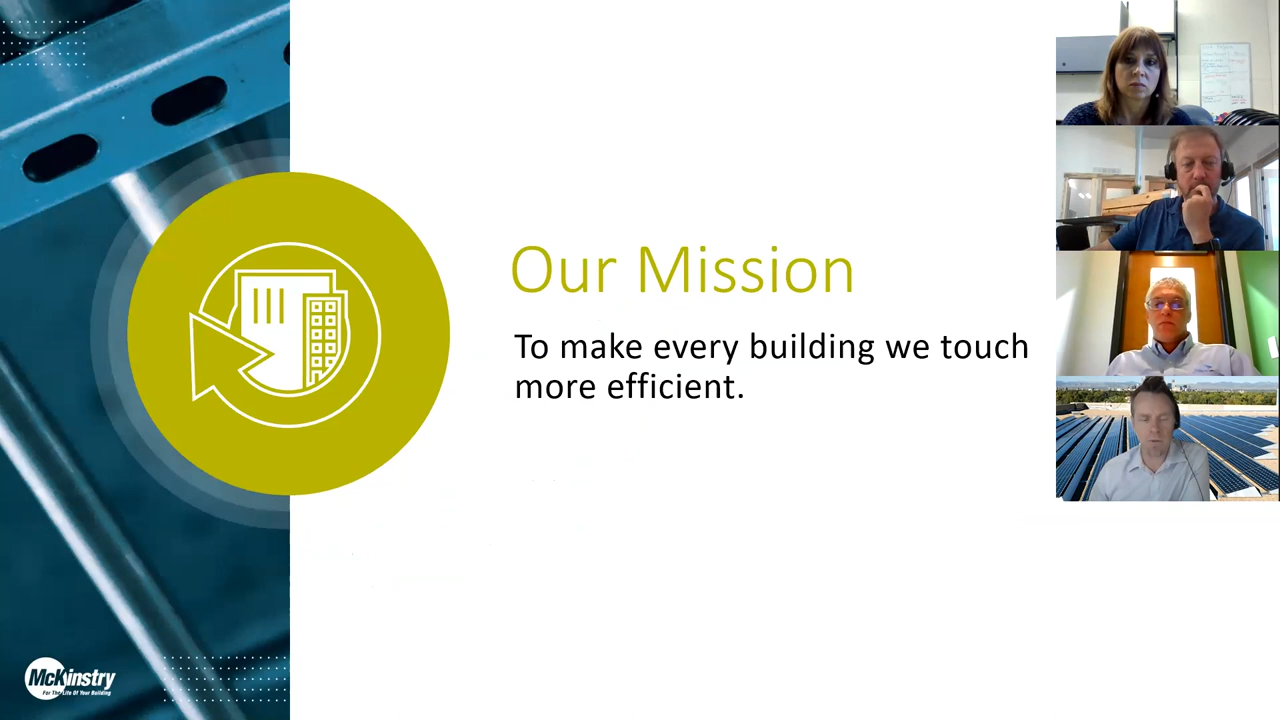 Our Mission
To make every building we touch
more efficient.
McKinstry
For The Life Of Your Building